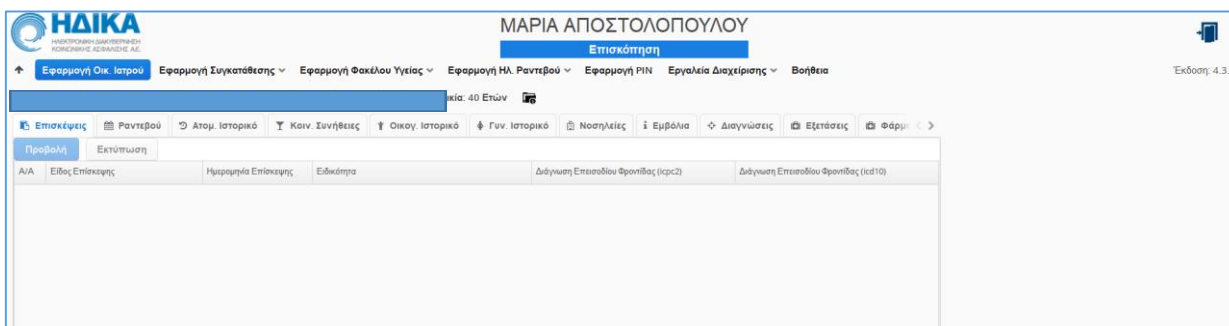 ΗΔΙΚΑ
ΗΛΕΚΤΡΟΝΙΚΗ ΔΙΑΚΥΒΕΡΝΗΣΗ
ΚΟΙΝΩΝΙΚΗΣ ΑΣΦΑΛΙΣΗΣ Α.Ε.
ΜΑΡΙΑ ΑΠΟΣΤΟΛΟΠΟΥΛΟΥ
Επισκόπηση
Εφαρμογή Οικ. Ιατρού Εφαρμογή Συγκατάθεσης Εφαρμογή Φακέλου Υγείας Εφαρμογή Ηλ. Ραντεβού Εφαρμογή PIN Εργαλεία Διαχείρισης Βοήθεια Έκδοση: 4.3.
ικία: 40 Ετών
Επισκέψεις Ραντεβού Ατομ. Ιστορικό Κοιν. Συνήθειες Οικογ. Ιστορικό Γυν. Ιστορικό Νοσηλείες Εμβόλια Διαγνώσεις Εξετάσεις Φάρμ
Προβολή Εκτύπωση
Α/Α Είδος Επίσκεψης Ημερομηνία Επίσκεψης Ειδικότητα Διάγνωση Επεισοδίου Φροντίδας (icpc2) Διάγνωση Επεισοδίου Φροντίδας (icd10)